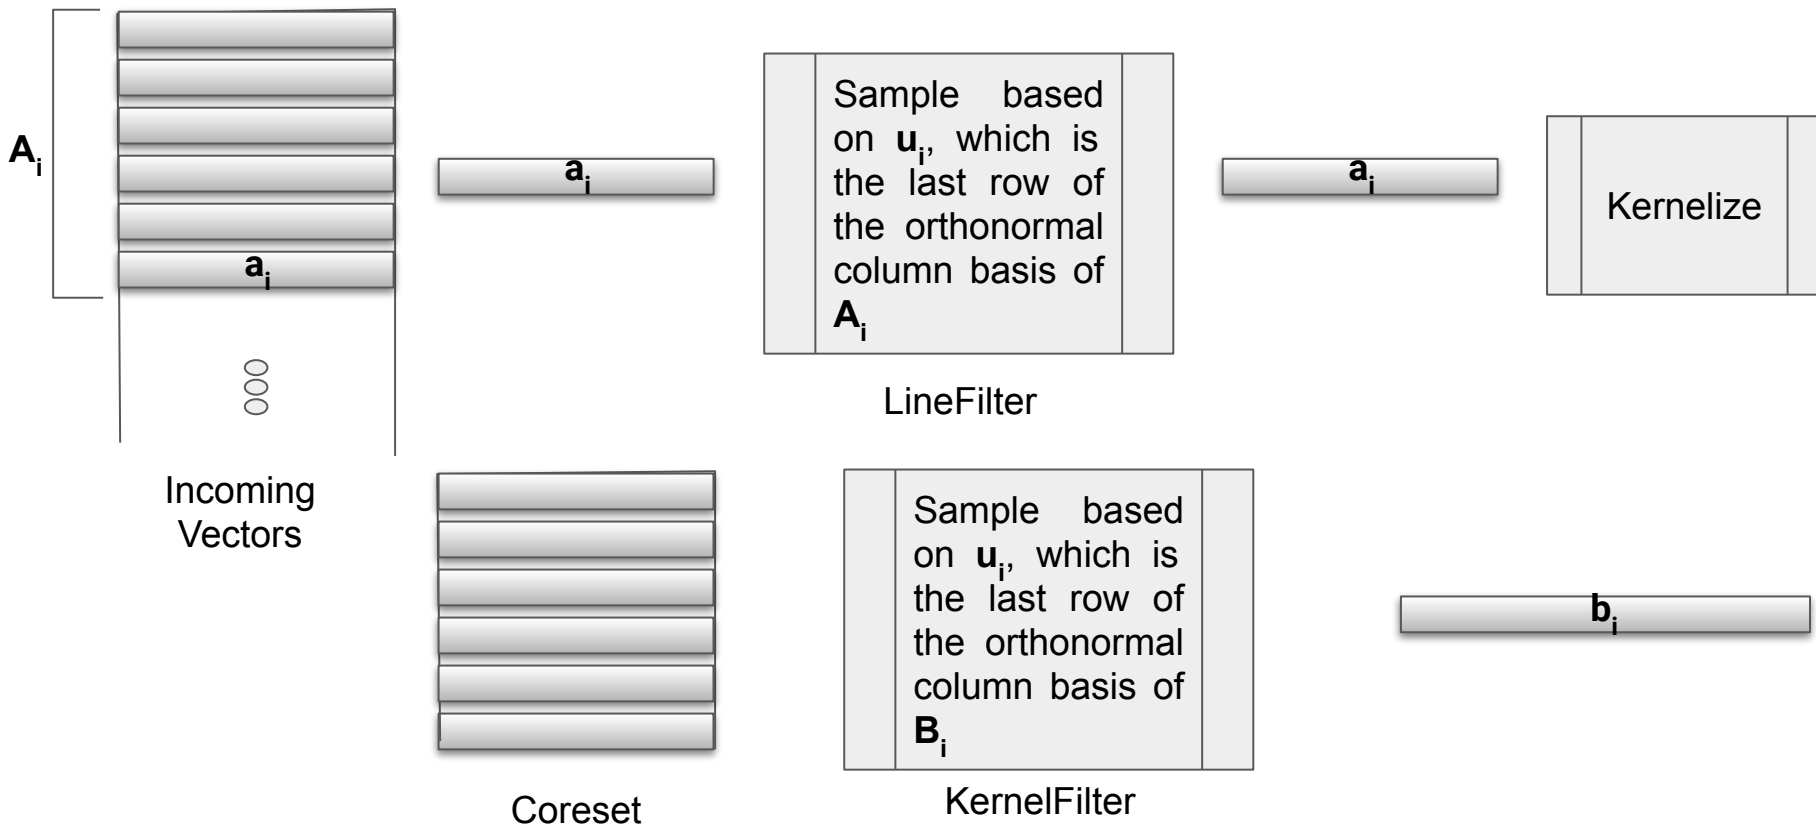 A_i
a_i
Incoming
Vectors
a_i
Sample based
on u_i, which is
the last row of
the orthonormal
column basis of
A_i
LineFilter
a_i
Kernelize
Coreset
Sample based
on u_i, which is
the last row of
the orthonormal
column basis of
B_i
KernelFilter
b_i